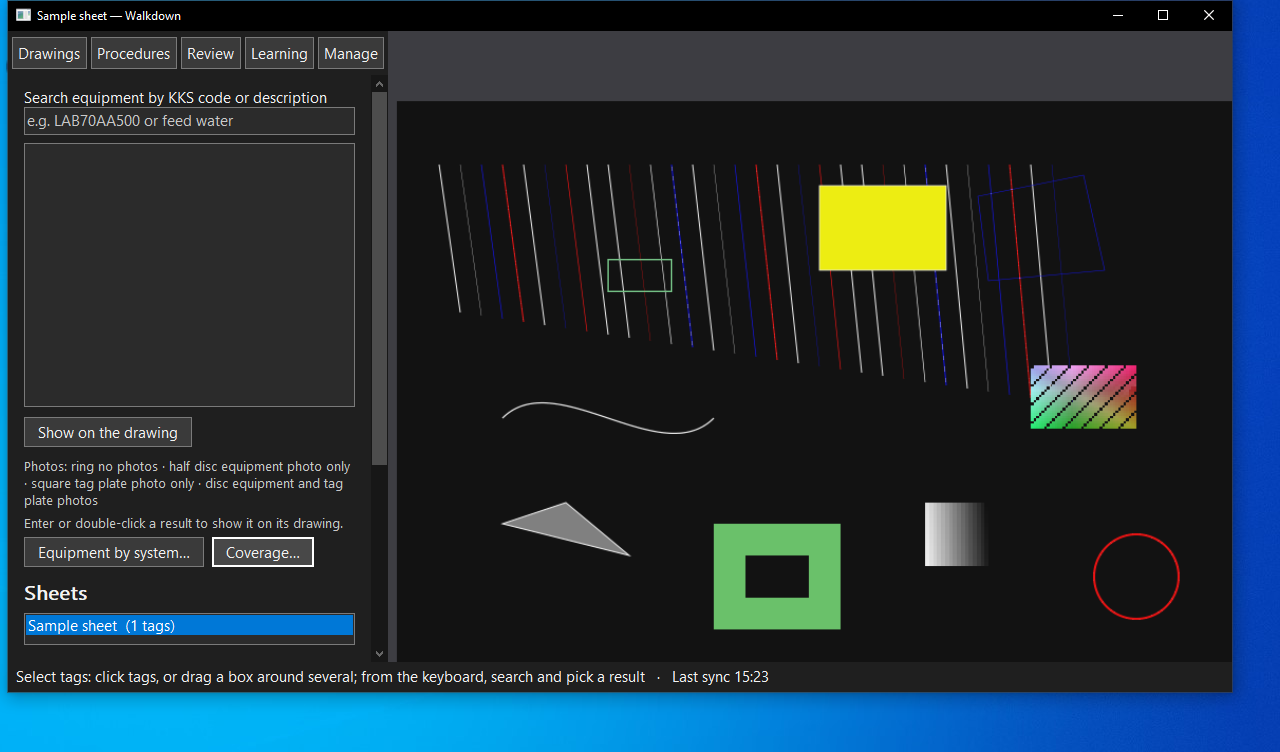 Sample sheet — Walkdown
Drawings Procedures Review Learning Manage
Search equipment by KKS code or description
e.g. LAB70AA500 or feed water
Show on the drawing
Photos: ring no photos · half disc equipment photo only
· square tag plate photo only · disc equipment and tag
plate photos
Enter or double-click a result to show it on its drawing.
Equipment by system... Coverage...
Sheets
Sample sheet (1 tags)
Select tags: click tags, or drag a box around several; from the keyboard, search and pick a result · Last sync 15:23